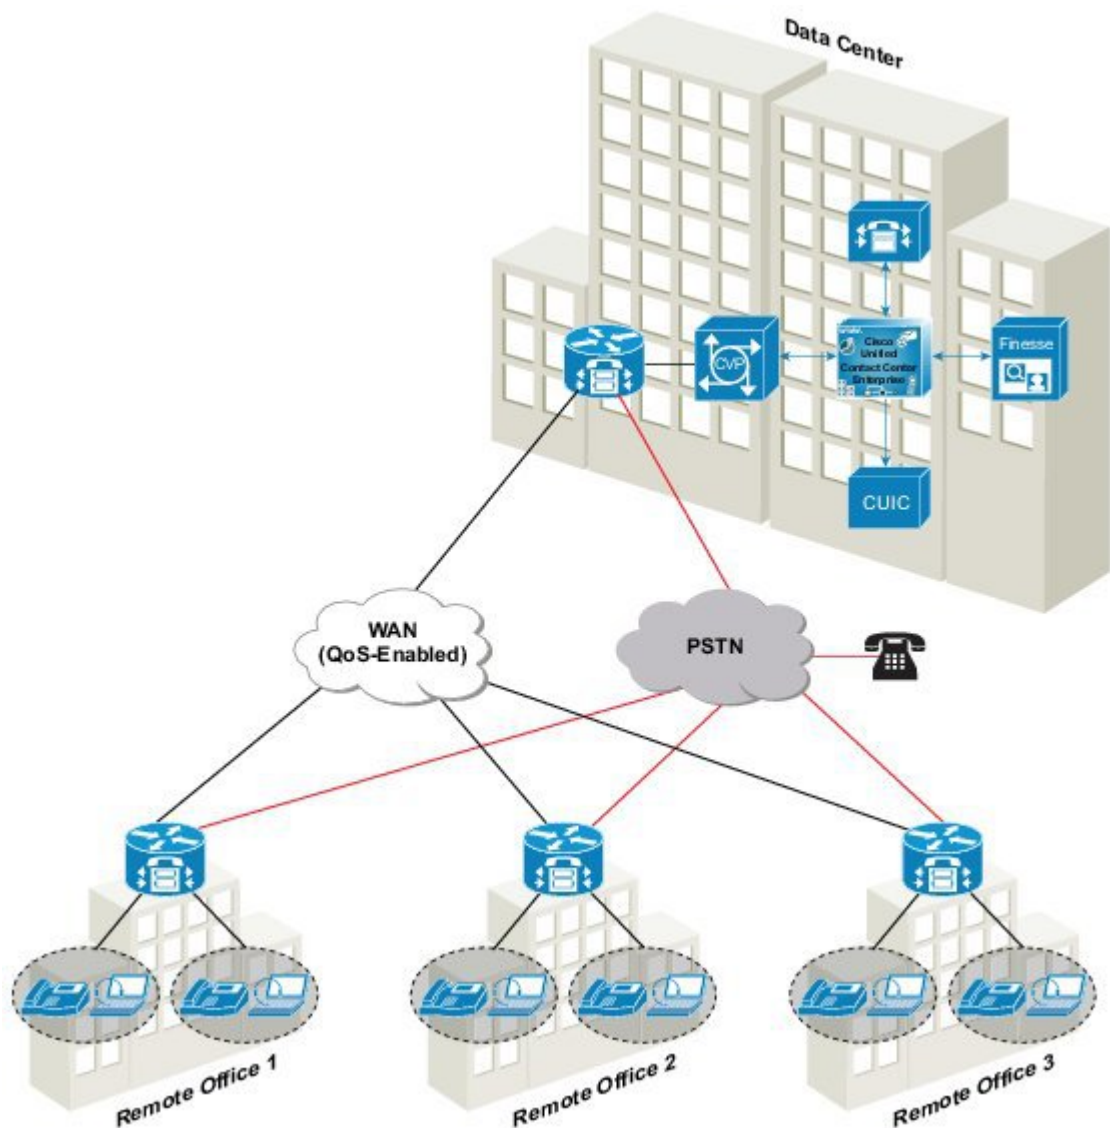 Data Center
Cisco
Unified
Contact Center
Enterprise
CVP
Finesse
CUIC
WAN
(QoS-Enabled)
PSTN
Remote Office 1
Remote Office 2
Remote Office 3